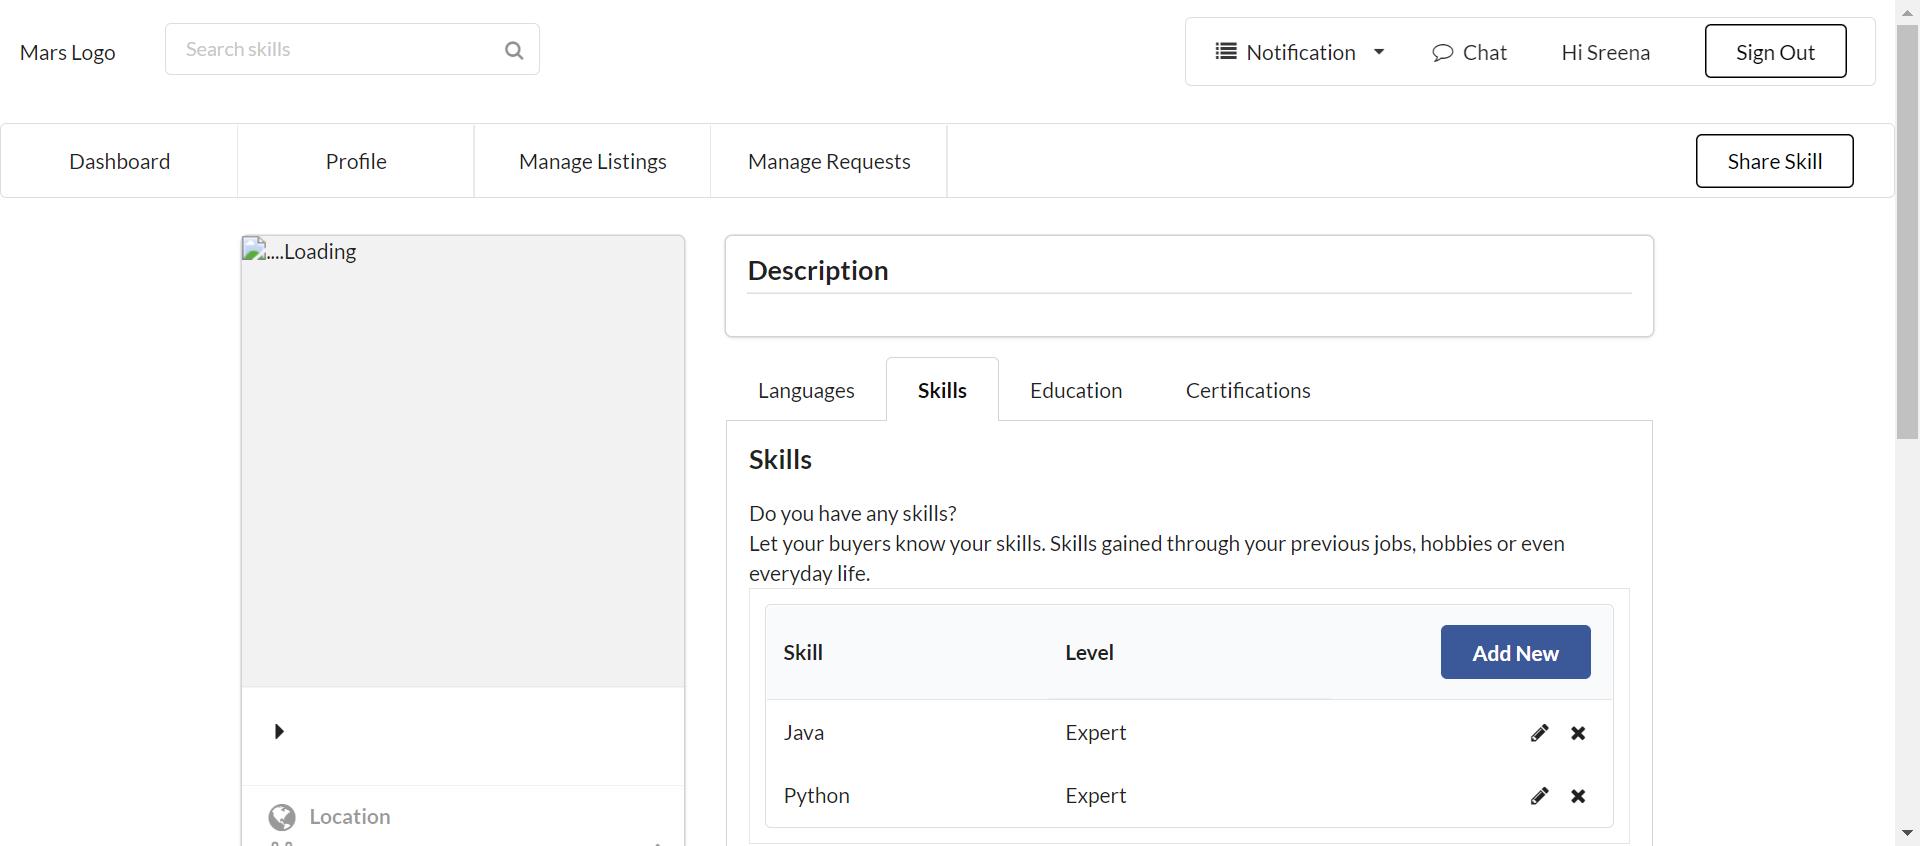 Mars Logo
Search skills
Notification
Chat
Hi Sreena
Sign Out
Dashboard
Profile
Manage Listings
Manage Requests
Share Skill
....Loading
Location
Description
Languages
Skills
Education
Certifications
Skills
Do you have any skills?
Let your buyers know your skills. Skills gained through your previous jobs, hobbies or even
everyday life.
Skill Level Add New
Java Expert
Python Expert